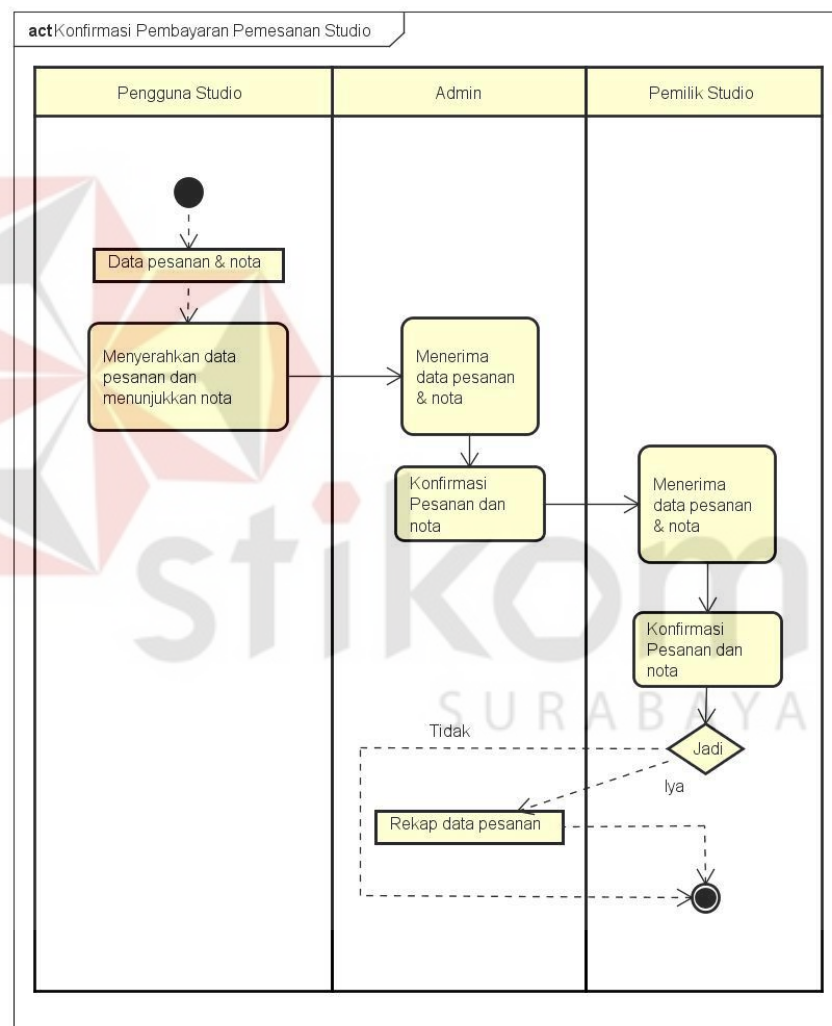 act Konfirmasi Pembayaran Pemesanan Studio
Pengguna Studio
Admin
Pemilik Studio
Data pesanan & nota
Menyerahkan data
pesanan dan
menunjukkan nota
Menerima
data pesanan
& nota
Konfirmasi
Pesanan dan
nota
Menerima
data pesanan
& nota
Konfirmasi
Pesanan dan
nota
Jadi
Tidak
Iya
Rekap data pesanan
stikom
SURABAYA